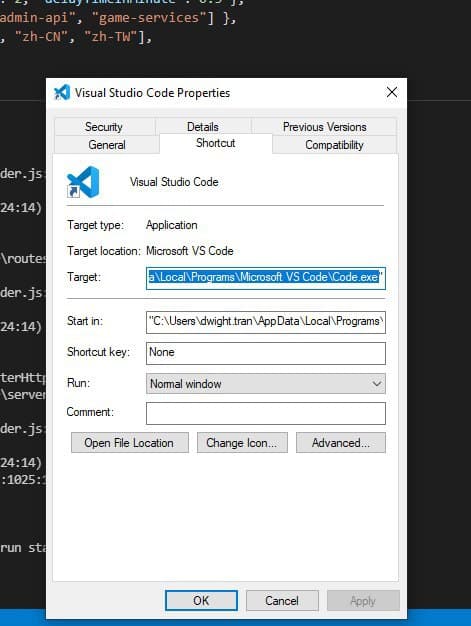 : 2, "delayTimeInMinute": 0.5 },
admin-api", "game-services"] },
, "zh-CN", "zh-TW"],
Visual Studio Code Properties
Security Details Previous Versions
General Shortcut Compatibility
der.js:
Visual Studio Code
24:14)
Target type: Application
Target location: Microsoft VS Code
\routes
Target: a\Local\Programs\Microsoft VS Code\Code.exe"
der.js:
Start in: "C:\Users\dwight.tran\AppData\Local\Programs\
24:14)
Shortcut key: None
terHttp
Run: Normal window
\server
Comment:
der.js:
Open File Location Change Icon... Advanced...
24:14)
:1025:1
run sta
OK Cancel Apply